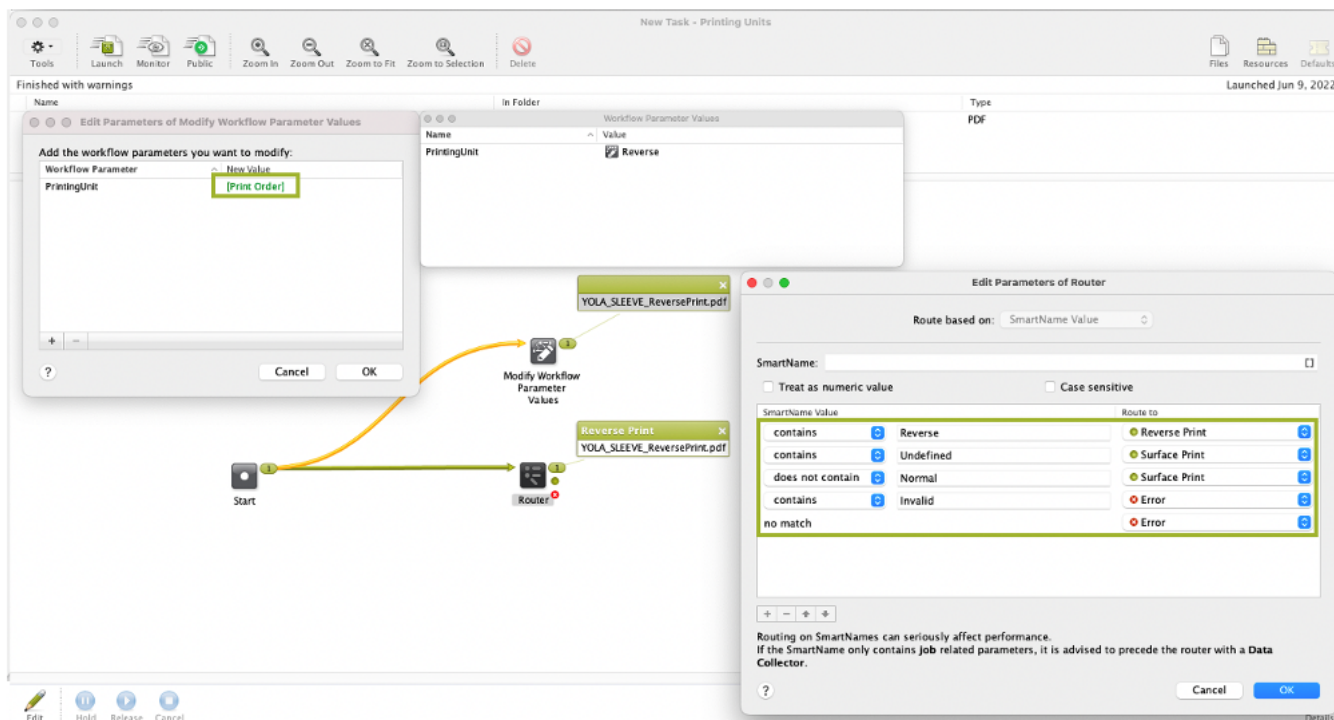 New Task - Printing Units
Tools
Launch
Monitor
Public
Zoom In
Zoom Out
Zoom to Fit
Zoom to Selection
Delete
Files
Resources
Defaults
Finished with warnings
Launched Jun 9, 2022
Name
In Folder
Type
PDF
Edit Parameters of Modify Workflow Parameter Values
Add the workflow parameters you want to modify:
Workflow Parameter
New Value
PrintingUnit
[Print Order]
+ −
?
Cancel
OK
Workflow Parameter Values
Name
Value
PrintingUnit
Reverse
YOLA_SLEEVE_ReversePrint.pdf
1
Modify Workflow
Parameter
Values
Reverse Print
YOLA_SLEEVE_ReversePrint.pdf
1
Start
1
Router
Edit Parameters of Router
Route based on: SmartName Value
SmartName: []
Treat as numeric value
Case sensitive
SmartName Value
Route to
contains Reverse Reverse Print
contains Undefined Surface Print
does not contain Normal Surface Print
contains Invalid Error
no match Error
+ −
Routing on SmartNames can seriously affect performance.
If the SmartName only contains job related parameters, it is advised to precede the router with a Data
Collector.
?
Cancel
OK
Edit
Hold
Release
Cancel
Details